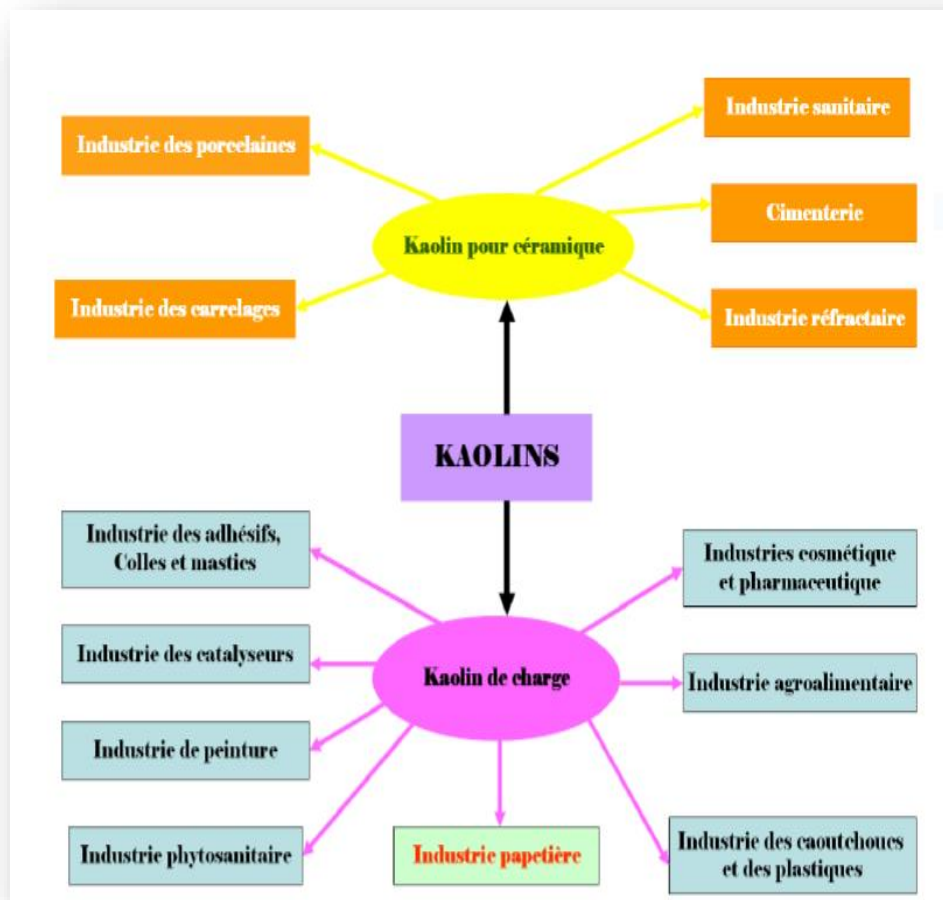 Industrie sanitaire
Industrie des porcelaines
Cimenterie
Kaolin pour céramique
Industrie des carrelages
Industrie réfractaire
KAOLINS
Industrie des adhésifs,
Colles et mastics
Industries cosmétique
et pharmaceutique
Industrie des catalyseurs
Kaolin de charge
Industrie agroalimentaire
Industrie de peinture
Industrie phytosanitaire
Industrie papetière
Industrie des caoutchoucs
et des plastiques